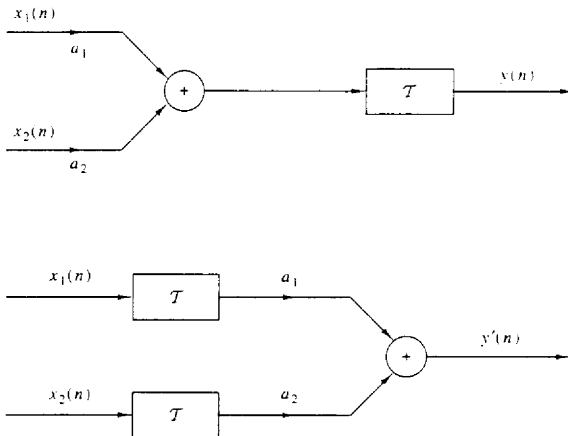 x₁(n)
a₁
+
𝒯
y(n)
x₂(n)
a₂
x₁(n)
𝒯
a₁
+
y′(n)
x₂(n)
𝒯
a₂